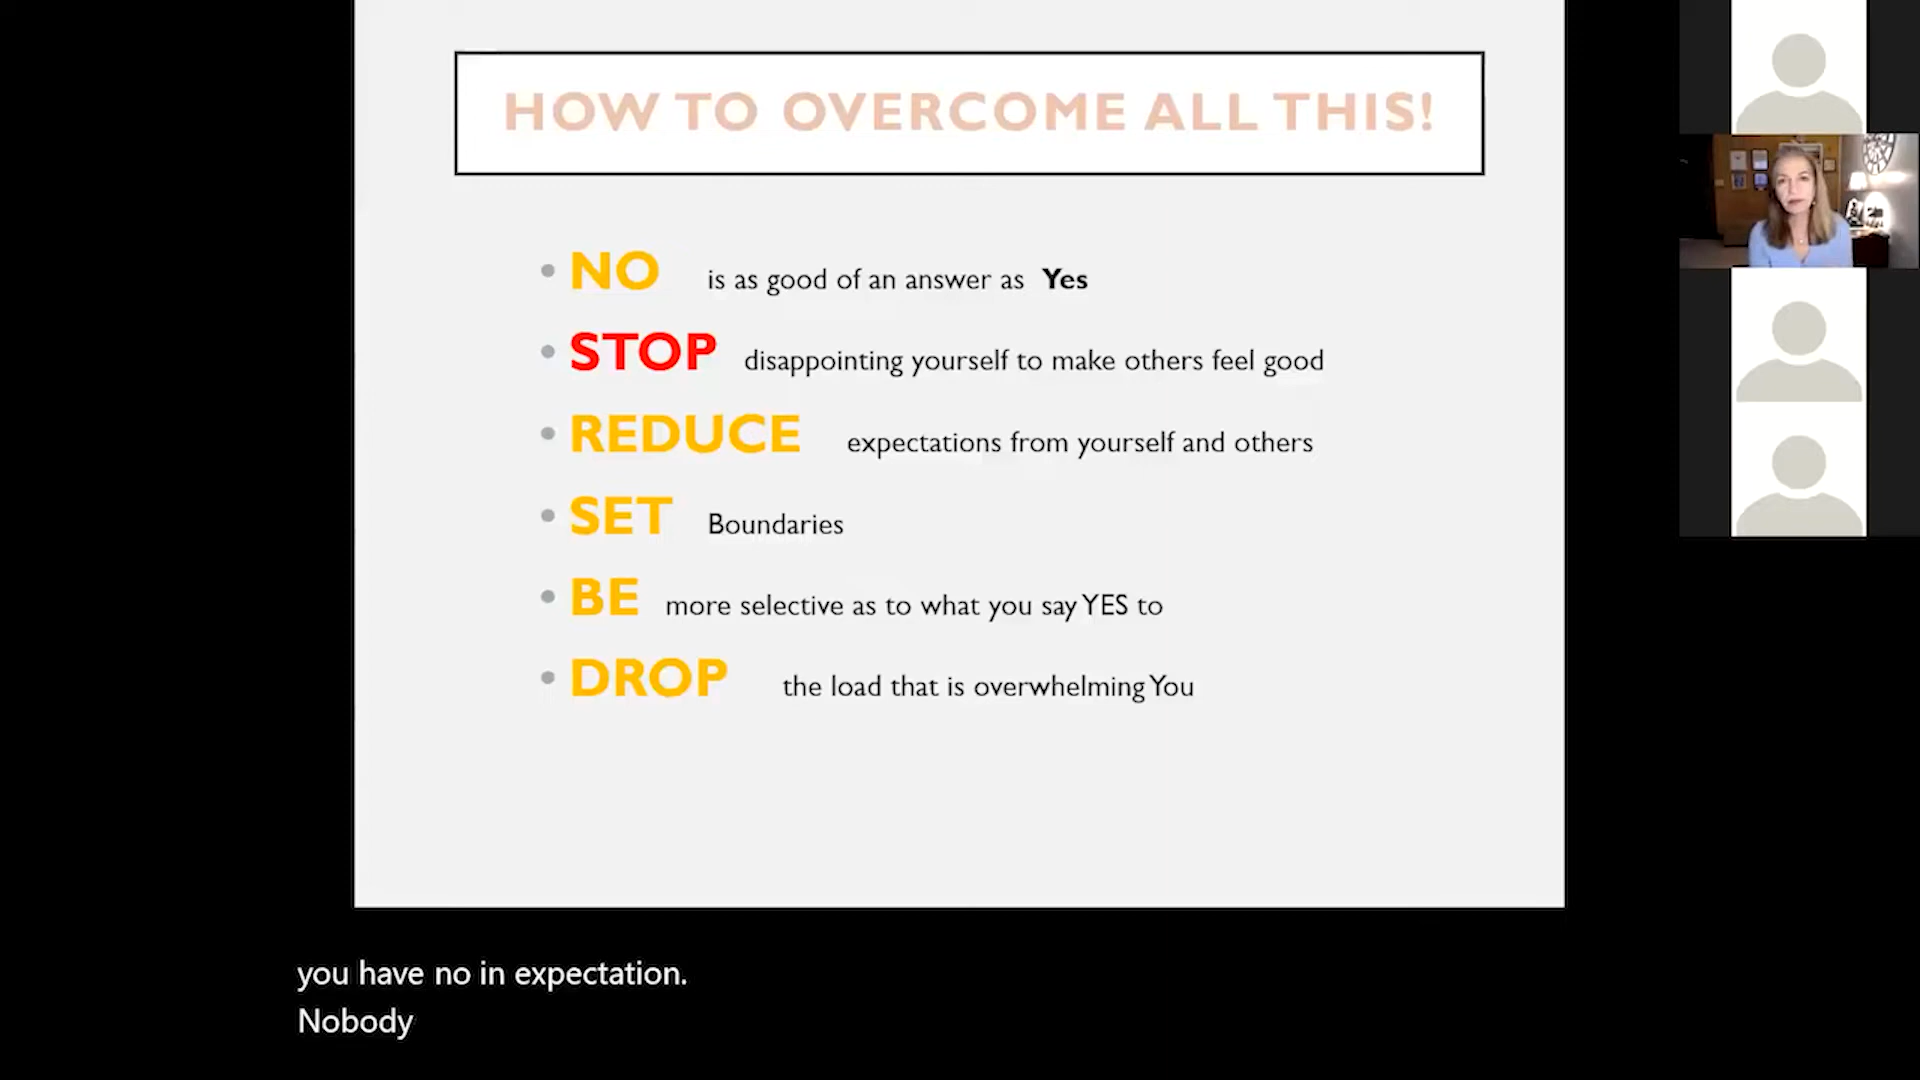 HOW TO OVERCOME ALL THIS!
• NO is as good of an answer as Yes
• STOP disappointing yourself to make others feel good
• REDUCE expectations from yourself and others
• SET Boundaries
• BE more selective as to what you say YES to
• DROP the load that is overwhelming You
you have no in expectation.
Nobody